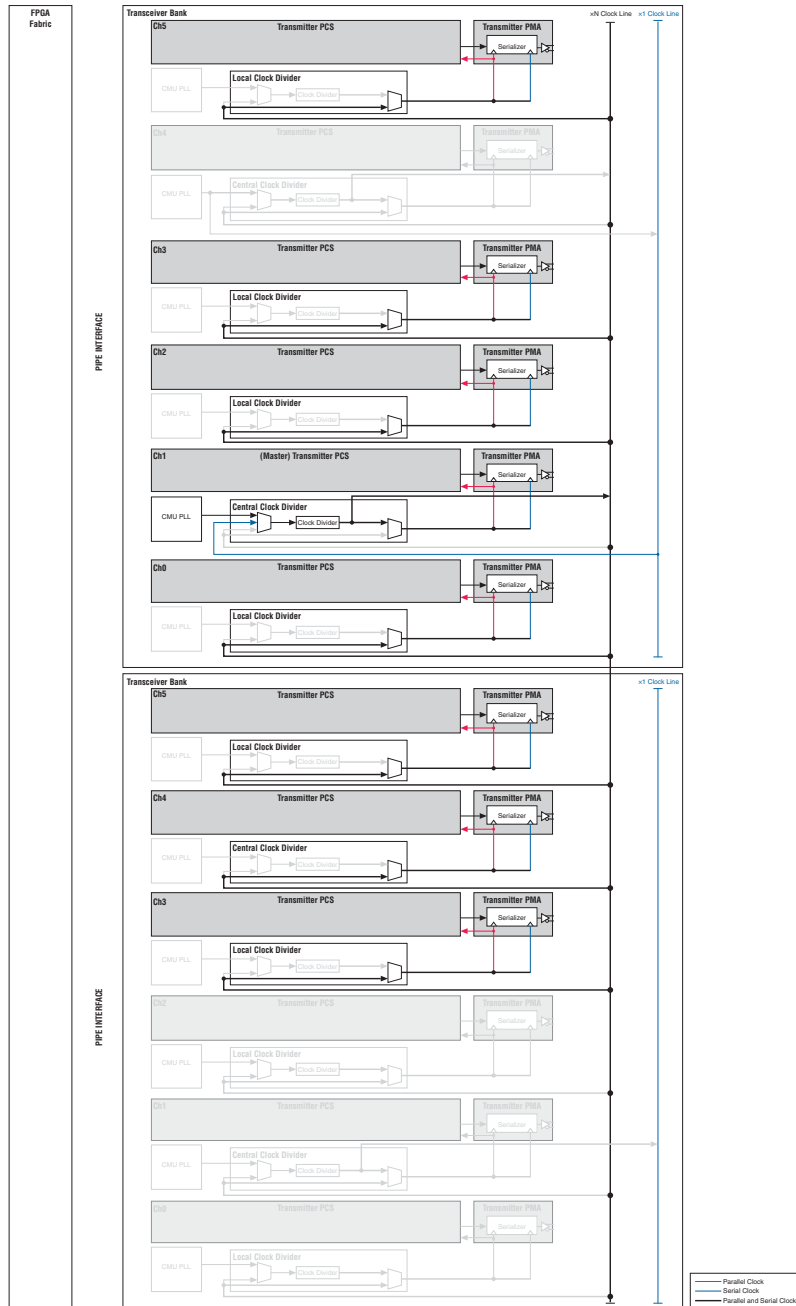 FPGA
Fabric
Transceiver Bank
×N Clock Line
×1 Clock Line
Ch5
Transmitter PCS
Transmitter PMA
Serializer
Local Clock Divider
CMU PLL
Clock Divider
Ch4
Transmitter PCS
Transmitter PMA
Serializer
Central Clock Divider
CMU PLL
Clock Divider
Ch3
Transmitter PCS
Transmitter PMA
Serializer
Local Clock Divider
CMU PLL
Clock Divider
PIPE INTERFACE
Ch2
Transmitter PCS
Transmitter PMA
Serializer
Local Clock Divider
CMU PLL
Clock Divider
Ch1
(Master) Transmitter PCS
Transmitter PMA
Serializer
Central Clock Divider
CMU PLL
Clock Divider
Ch0
Transmitter PCS
Transmitter PMA
Serializer
Local Clock Divider
CMU PLL
Clock Divider
Transceiver Bank
×1 Clock Line
Ch5
Transmitter PCS
Transmitter PMA
Serializer
Local Clock Divider
CMU PLL
Clock Divider
Ch4
Transmitter PCS
Transmitter PMA
Serializer
Central Clock Divider
CMU PLL
Clock Divider
Ch3
Transmitter PCS
Transmitter PMA
Serializer
Local Clock Divider
CMU PLL
Clock Divider
PIPE INTERFACE
Ch2
Transmitter PCS
Transmitter PMA
Serializer
Local Clock Divider
CMU PLL
Clock Divider
Ch1
Transmitter PCS
Transmitter PMA
Serializer
Central Clock Divider
CMU PLL
Clock Divider
Ch0
Transmitter PCS
Transmitter PMA
Serializer
Local Clock Divider
CMU PLL
Clock Divider
Parallel Clock
Serial Clock
Parallel and Serial Clock